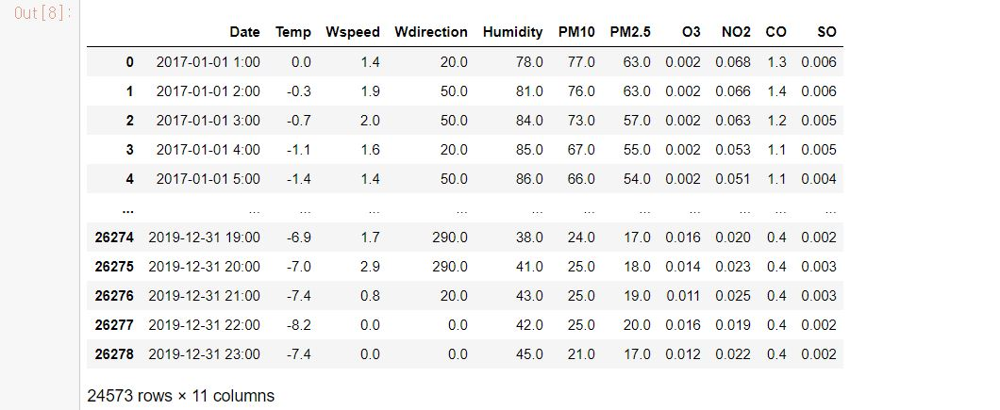 Out[8]:
Date Temp Wspeed Wdirection Humidity PM10 PM2.5 O3 NO2 CO SO
0 2017-01-01 1:00 0.0 1.4 20.0 78.0 77.0 63.0 0.002 0.068 1.3 0.006
1 2017-01-01 2:00 -0.3 1.9 50.0 81.0 76.0 63.0 0.002 0.066 1.4 0.006
2 2017-01-01 3:00 -0.7 2.0 50.0 84.0 73.0 57.0 0.002 0.063 1.2 0.005
3 2017-01-01 4:00 -1.1 1.6 20.0 85.0 67.0 55.0 0.002 0.053 1.1 0.005
4 2017-01-01 5:00 -1.4 1.4 50.0 86.0 66.0 54.0 0.002 0.051 1.1 0.004
... ... ... ... ... ... ... ... ... ... ... ...
26274 2019-12-31 19:00 -6.9 1.7 290.0 38.0 24.0 17.0 0.016 0.020 0.4 0.002
26275 2019-12-31 20:00 -7.0 2.9 290.0 41.0 25.0 18.0 0.014 0.023 0.4 0.003
26276 2019-12-31 21:00 -7.4 0.8 20.0 43.0 25.0 19.0 0.011 0.025 0.4 0.003
26277 2019-12-31 22:00 -8.2 0.0 0.0 42.0 25.0 20.0 0.016 0.019 0.4 0.002
26278 2019-12-31 23:00 -7.4 0.0 0.0 45.0 21.0 17.0 0.012 0.022 0.4 0.002
24573 rows × 11 columns